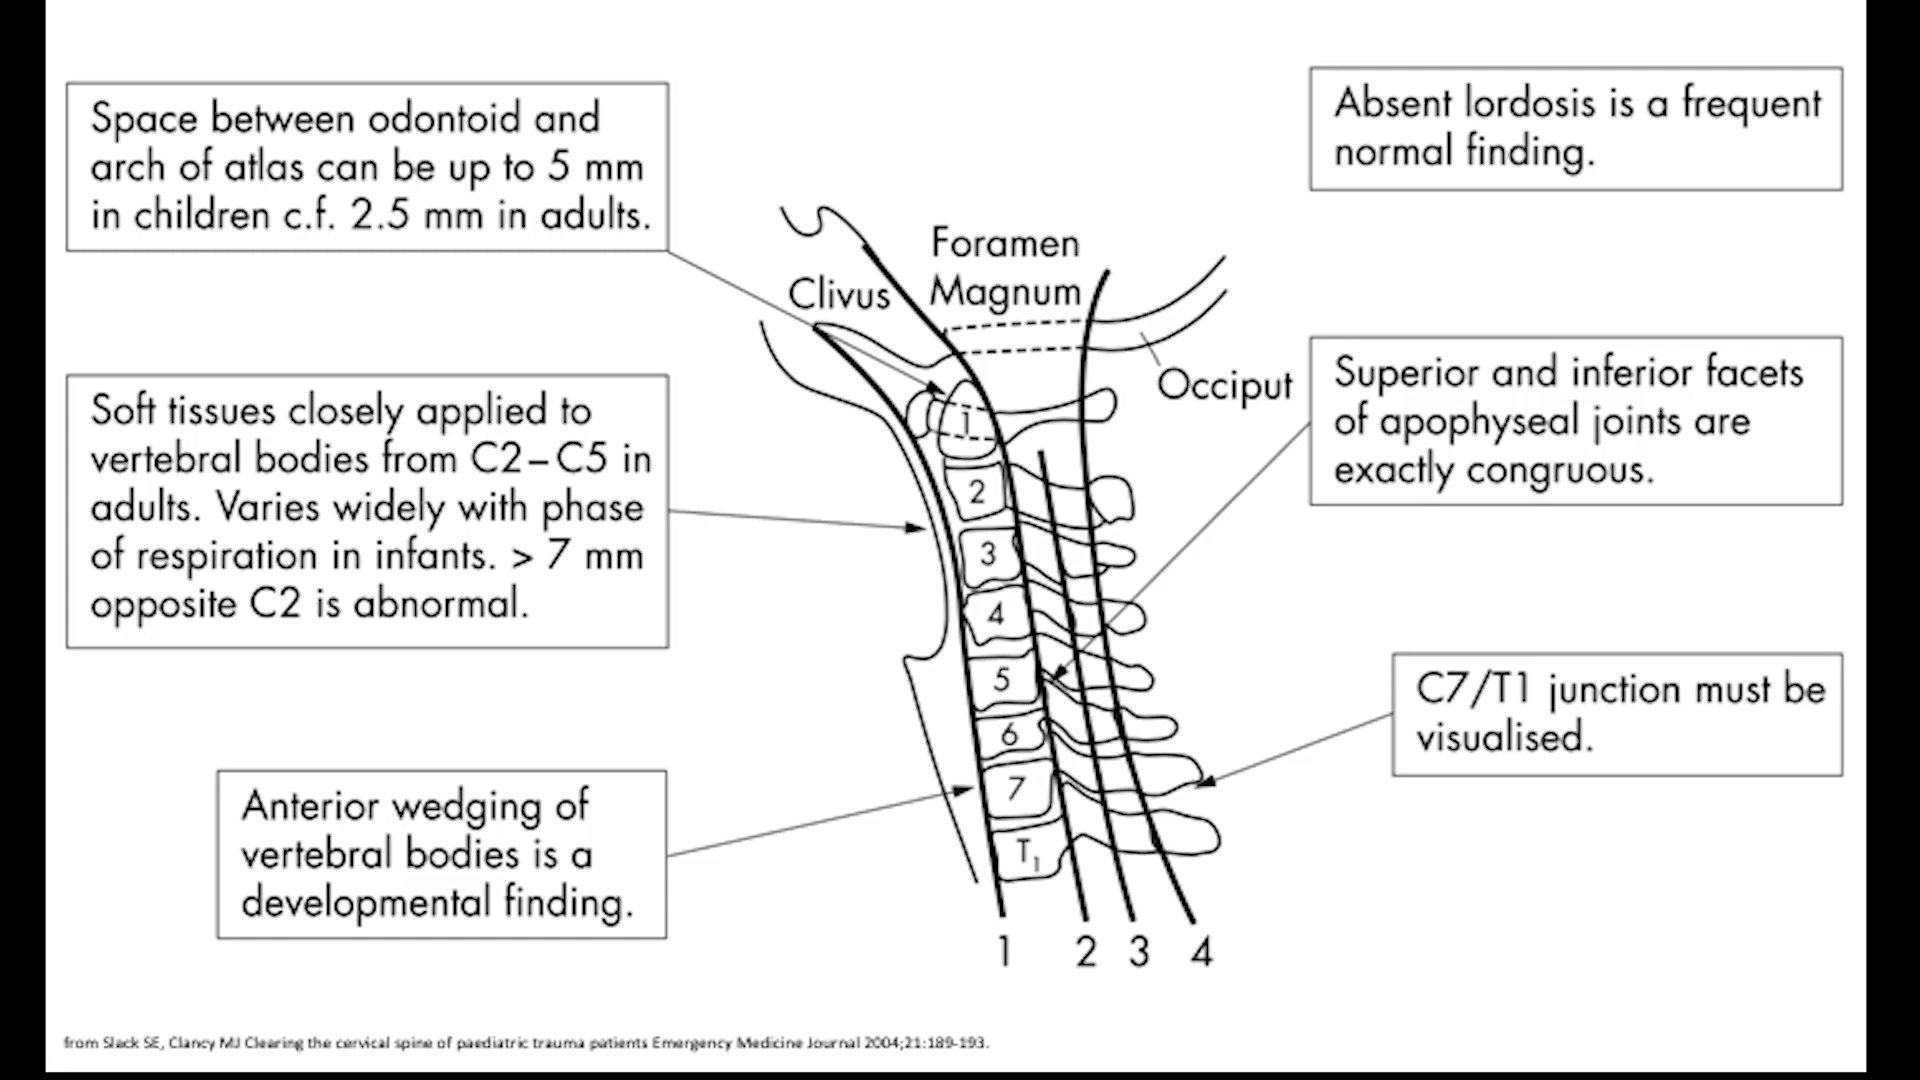 Space between odontoid and
arch of atlas can be up to 5 mm
in children c.f. 2.5 mm in adults.
Absent lordosis is a frequent
normal finding.
Foramen
Magnum
Clivus
Occiput
Superior and inferior facets
of apophyseal joints are
exactly congruous.
Soft tissues closely applied to
vertebral bodies from C2–C5 in
adults. Varies widely with phase
of respiration in infants. > 7 mm
opposite C2 is abnormal.
1
2
3
4
5
6
7
T1
C7/T1 junction must be
visualised.
Anterior wedging of
vertebral bodies is a
developmental finding.
1 2 3 4
from Slack SE, Clancy MJ Clearing the cervical spine of paediatric trauma patients Emergency Medicine Journal 2004;21:189-193.